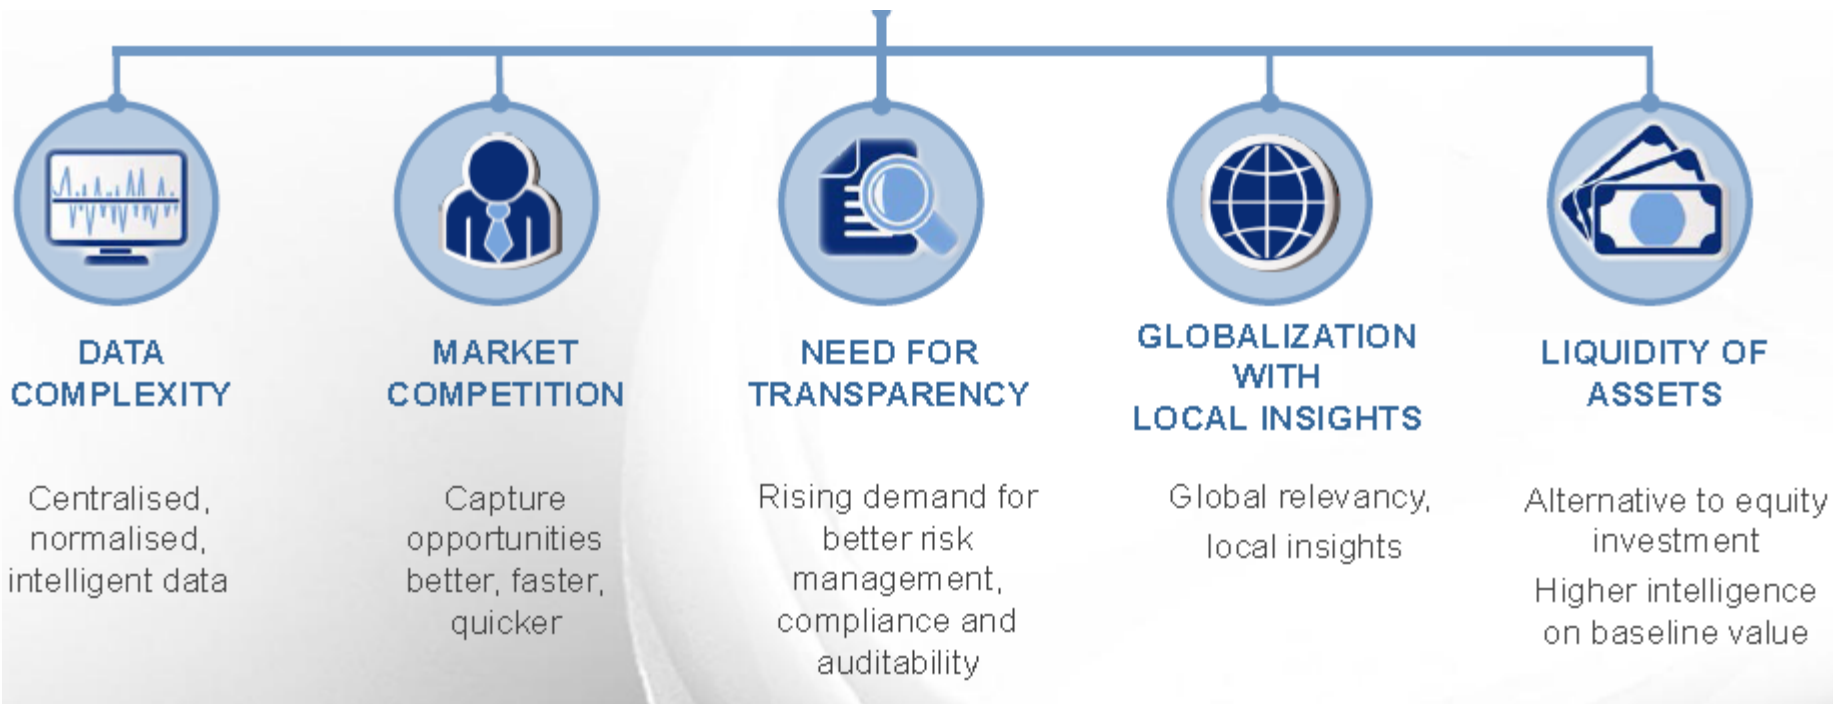 DATA
COMPLEXITY
Centralised,
normalised,
intelligent data
MARKET
COMPETITION
Capture
opportunities
better, faster,
quicker
NEED FOR
TRANSPARENCY
Rising demand for
better risk
management,
compliance and
auditability
GLOBALIZATION
WITH
LOCAL INSIGHTS
Global relevancy,
local insights
LIQUIDITY OF
ASSETS
Alternative to equity
investment
Higher intelligence
on baseline value